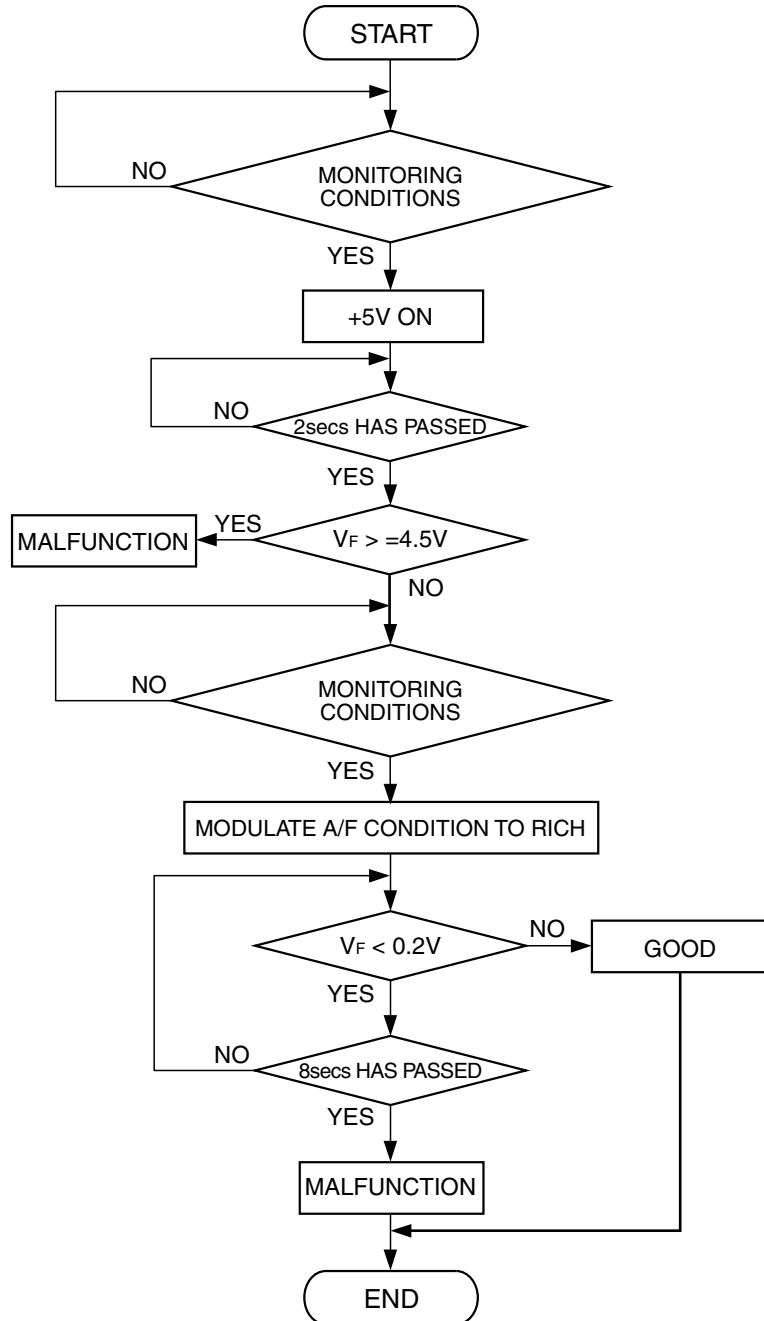 START
NO
MONITORING
CONDITIONS
YES
+5V ON
NO
2secs HAS PASSED
YES
MALFUNCTION
YES
VF > =4.5V
NO
NO
MONITORING
CONDITIONS
YES
MODULATE A/F CONDITION TO RICH
VF < 0.2V
NO
GOOD
YES
NO
8secs HAS PASSED
YES
MALFUNCTION
END